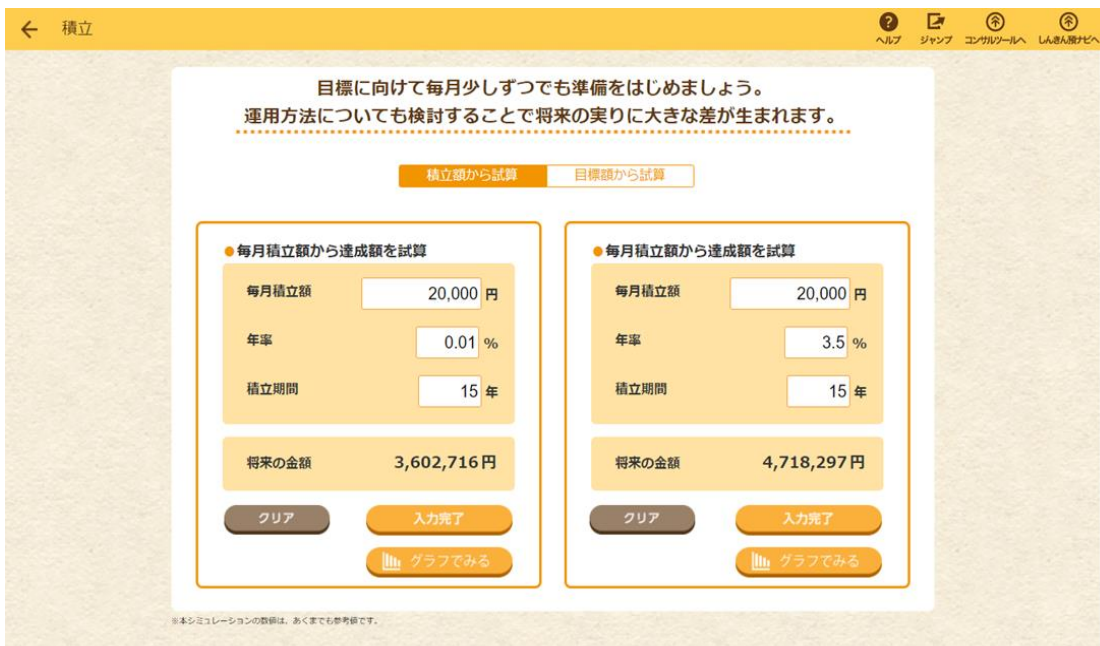 積立
ヘルプ
ジャンプ
コンサルツールへ
しんきん預ナビへ
目標に向けて毎月少しずつでも準備をはじめましょう。
運用方法についても検討することで将来の実りに大きな差が生まれます。
積立額から試算
目標額から試算
●毎月積立額から達成額を試算
毎月積立額 20,000 円
年率 0.01 %
積立期間 15 年
将来の金額 3,602,716円
クリア
入力完了
グラフでみる
●毎月積立額から達成額を試算
毎月積立額 20,000 円
年率 3.5 %
積立期間 15 年
将来の金額 4,718,297円
クリア
入力完了
グラフでみる
※本シミュレーションの数値は、あくまでも参考値です。